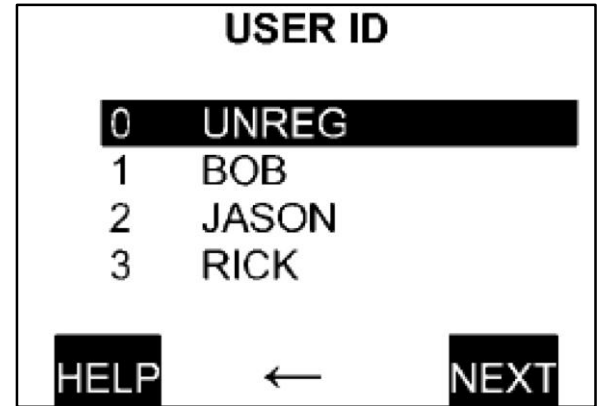 USER ID
0 UNREG
1 BOB
2 JASON
3 RICK
HELP ← NEXT